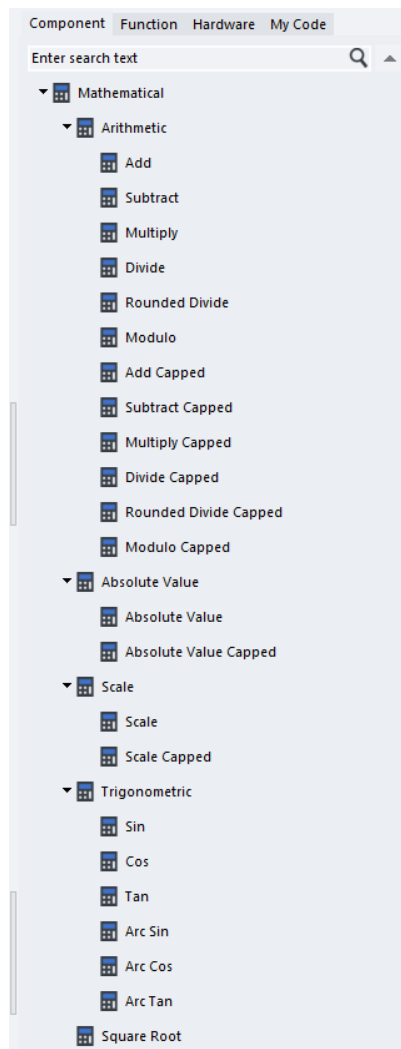 Component Function Hardware My Code
Enter search text
Mathematical
Arithmetic
Add
Subtract
Multiply
Divide
Rounded Divide
Modulo
Add Capped
Subtract Capped
Multiply Capped
Divide Capped
Rounded Divide Capped
Modulo Capped
Absolute Value
Absolute Value
Absolute Value Capped
Scale
Scale
Scale Capped
Trigonometric
Sin
Cos
Tan
Arc Sin
Arc Cos
Arc Tan
Square Root